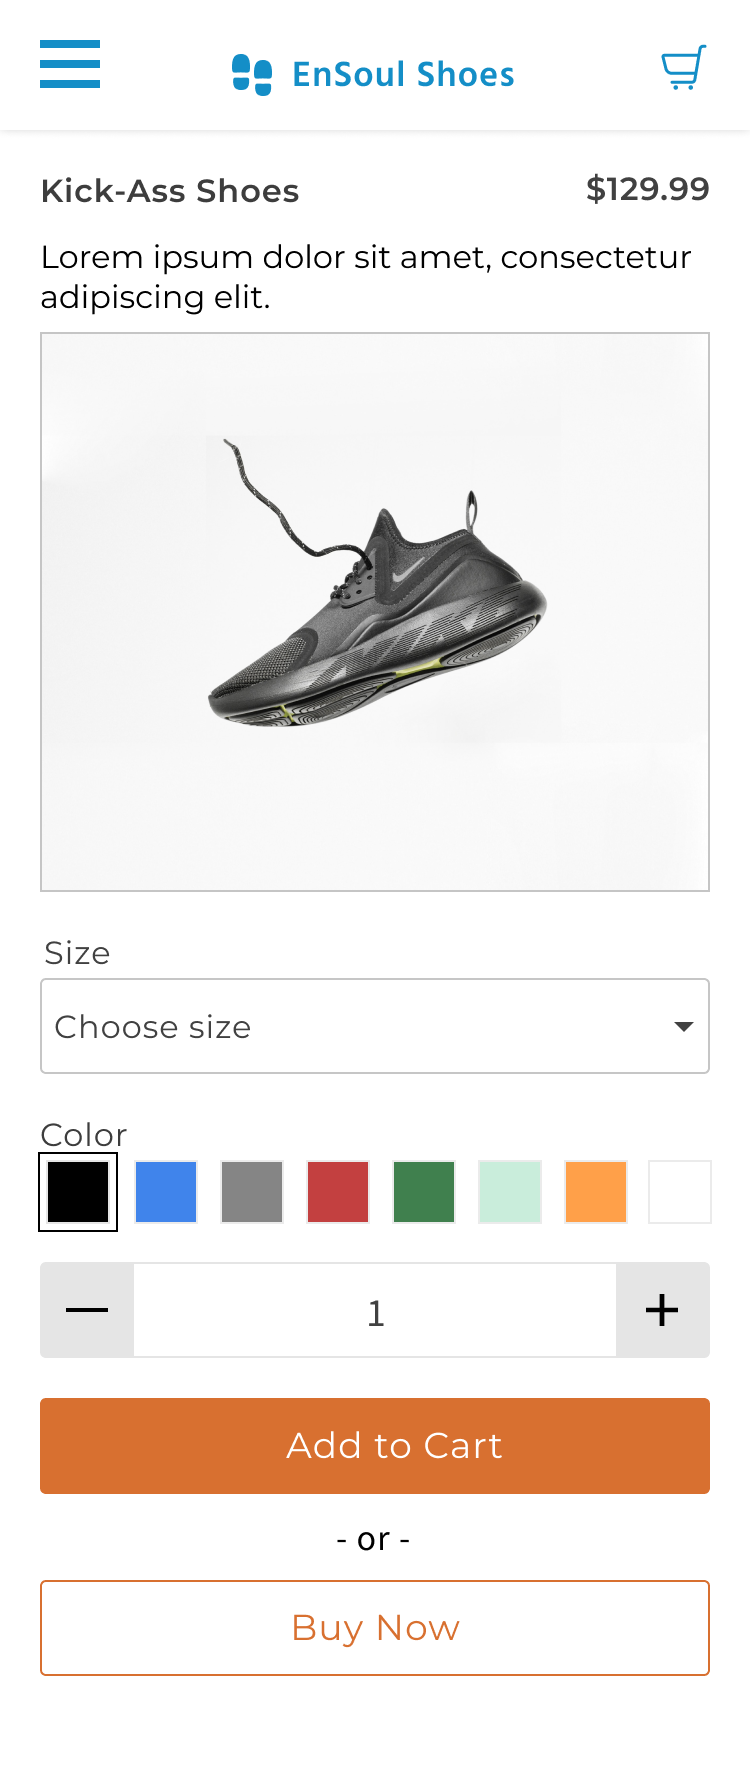 EnSoul Shoes
Kick-Ass Shoes
$129.99
Lorem ipsum dolor sit amet, consectetur
adipiscing elit.
Size
Choose size
Color
1
Add to Cart
- or -
Buy Now